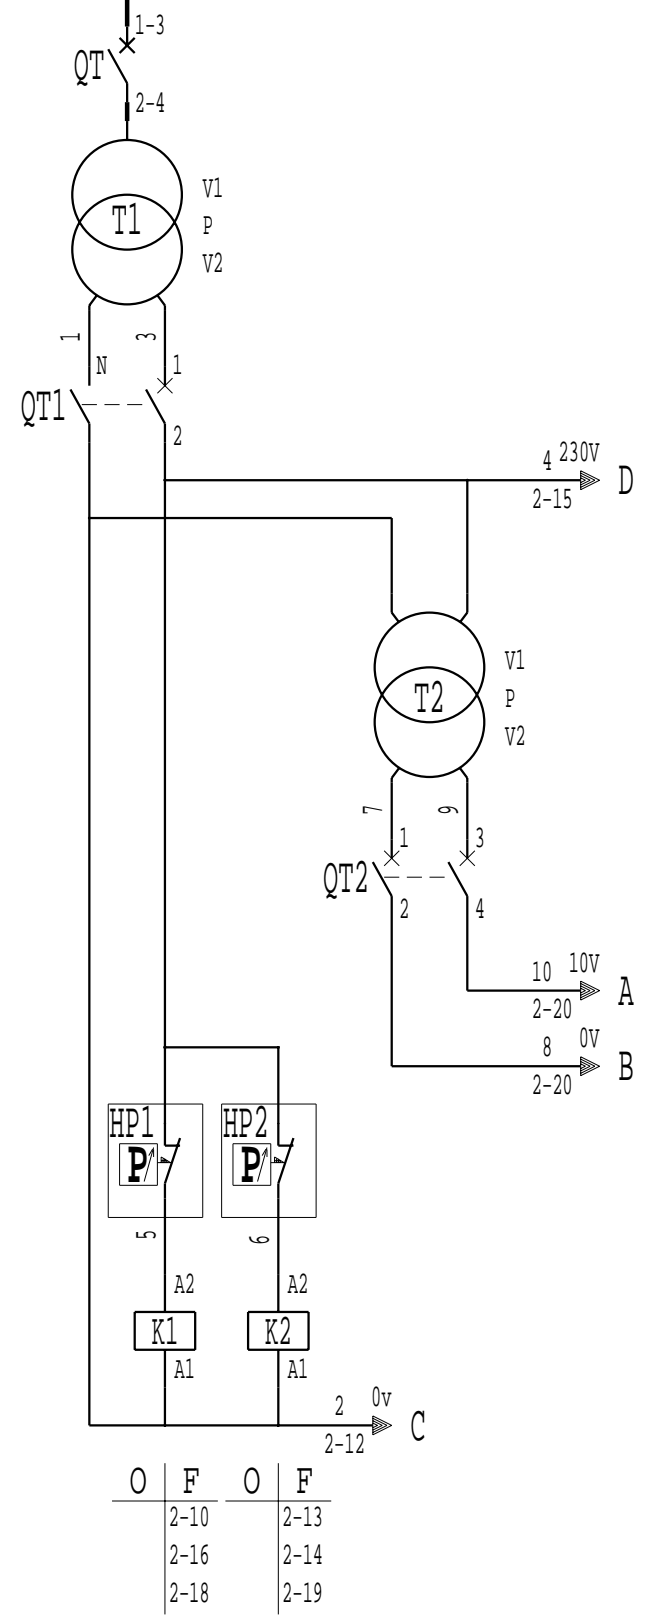 1-3
QT
2-4
V1
T1
P
V2
1
3
N
1
QT1
2
4 230V
D
2-15
V1
T2
P
V2
7
9
1
3
QT2
2
4
10 10V
A
2-20
8 0V
B
2-20
HP1
HP2
P
P
5
6
A2
A2
K1
K2
A1
A1
2 0v
C
2-12
O F O F
2-10 2-13
2-16 2-14
2-18 2-19